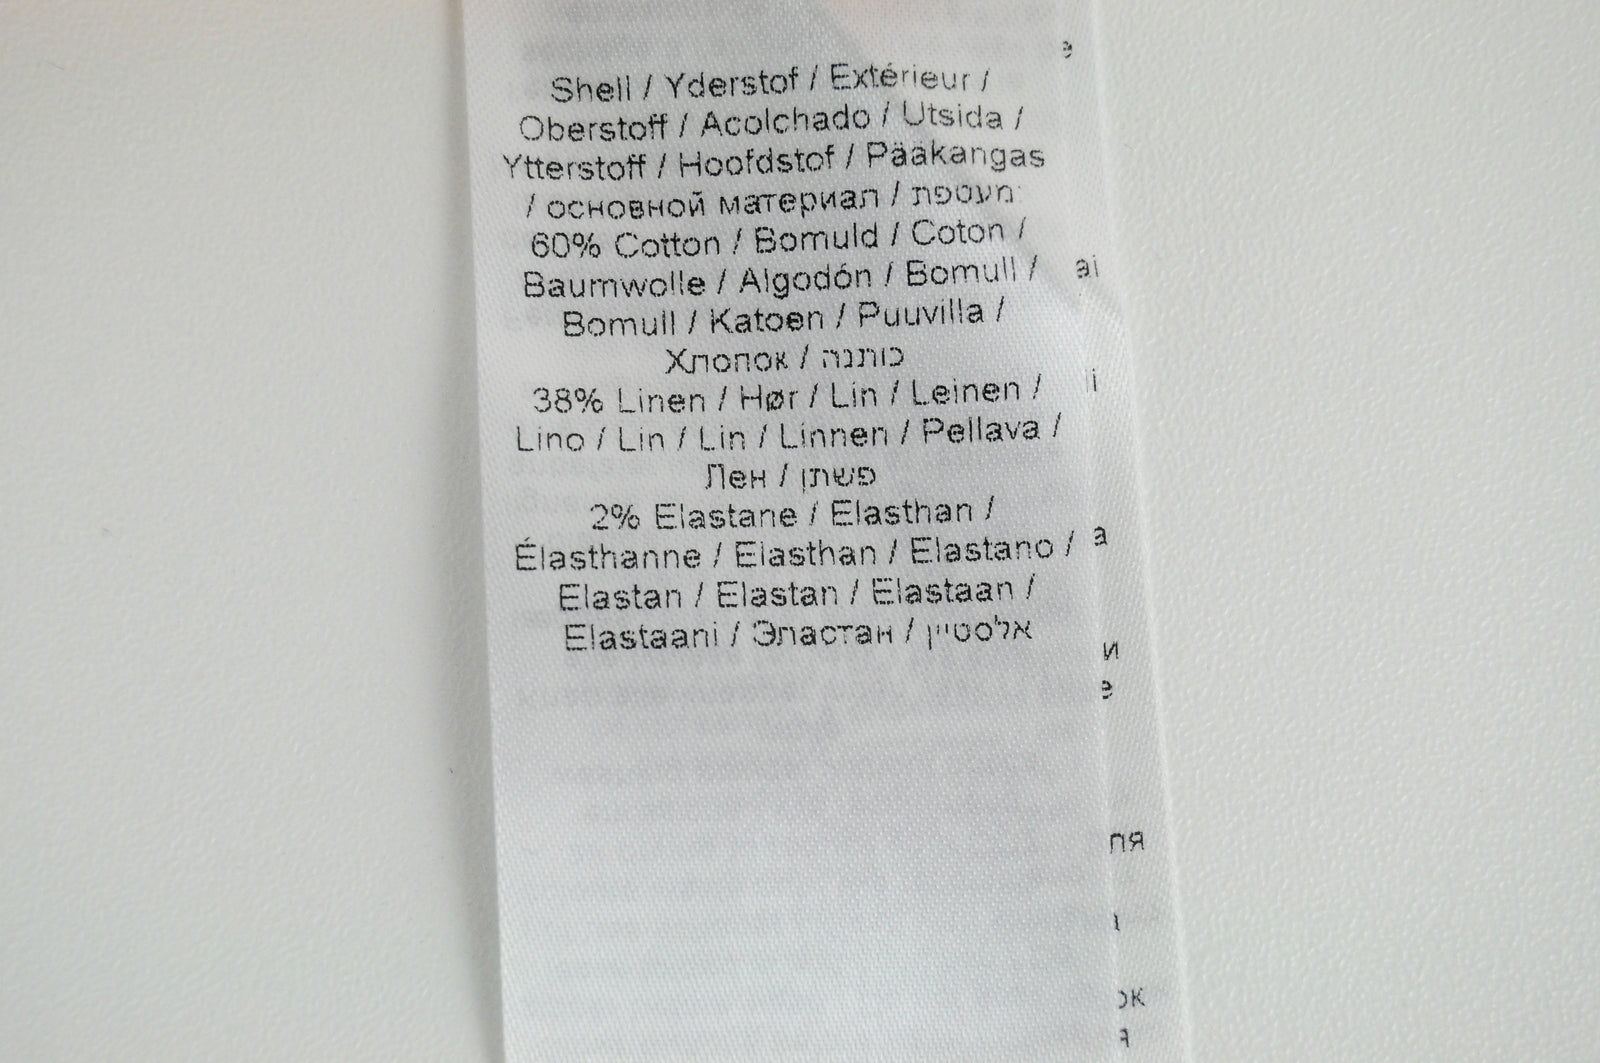 Shell / Yderstof / Extérieur /
Oberstoff / Acolchado / Utsida /
Ytterstoff / Hoofdstof / Pääkangas
/ основной материал / מעטפת
60% Cotton / Bomuld / Coton /
Baumwolle / Algodón / Bomull /
Bomull / Katoen / Puuvilla /
Хлопок / כותנה
38% Linen / Hør / Lin / Leinen /
Lino / Lin / Lin / Linnen / Pellava /
Лен / פשתן
2% Elastane / Elasthan /
Élasthanne / Elasthan / Elastano /
Elastan / Elastan / Elastaan /
Elastaani / Эластан / אלסטיין